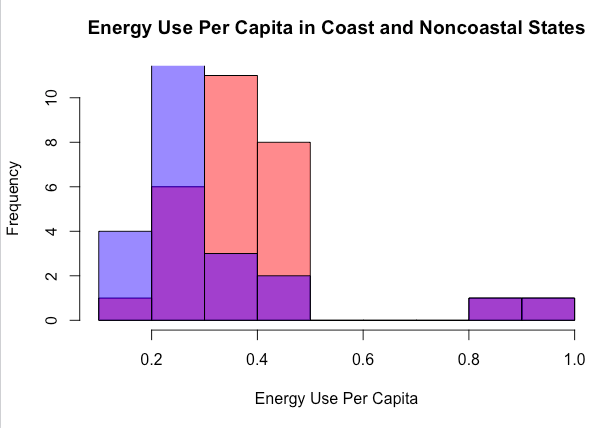 Energy Use Per Capita in Coast and Noncoastal States
Frequency
10
8
6
4
2
0
0.2 0.4 0.6 0.8 1.0
Energy Use Per Capita